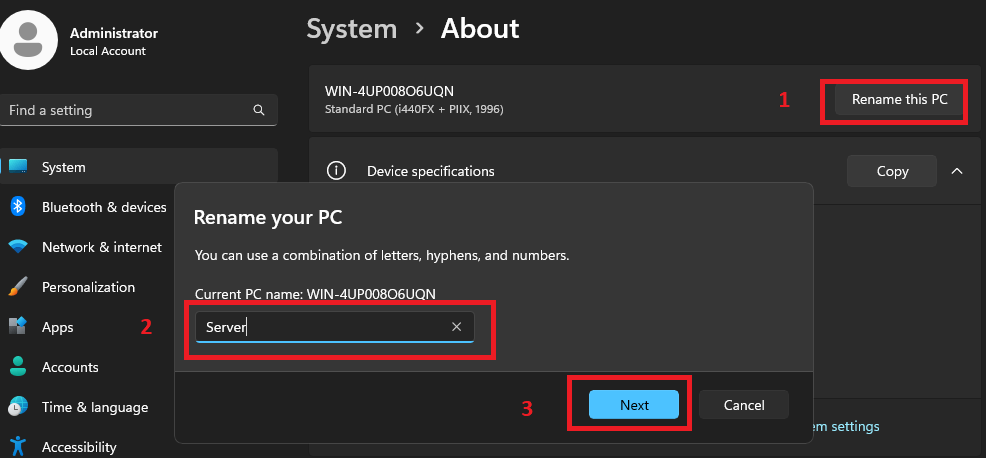 Administrator
Local Account
Find a setting
System
Bluetooth & devices
Network & internet
Personalization
Apps
Accounts
Time & language
Accessibility
System > About
WIN-4UP008O6UQN
Standard PC (i440FX + PIIX, 1996)
1
Rename this PC
Device specifications
Copy
Rename your PC
You can use a combination of letters, hyphens, and numbers.
Current PC name: WIN-4UP008O6UQN
2
Server
3
Next
Cancel
settings